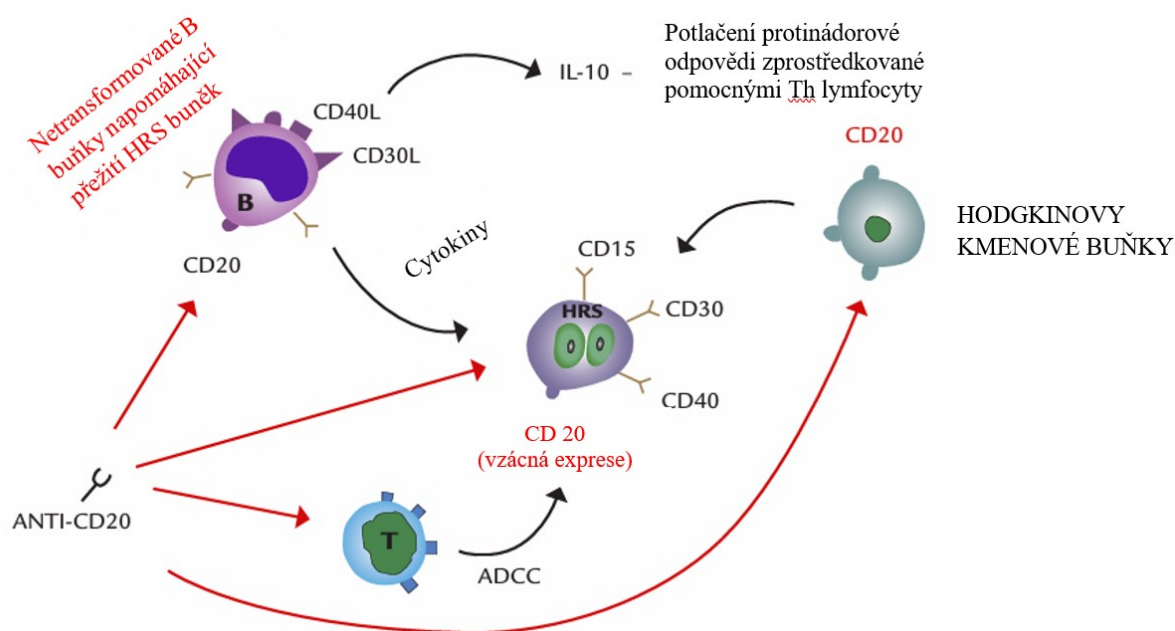 Netransformované B
buňky napomáhající
přežití HRS buněk
CD40L
CD30L
B
CD20
IL-10 -
Potlačení protinádorové
odpovědi zprostředkované
pomocnými Th lymfocyty
CD20
HODGKINOVY
KMENOVÉ BUŇKY
Cytokiny
CD15
HRS
CD30
CD40
CD 20
(vzácná exprese)
ANTI-CD20
T
ADCC